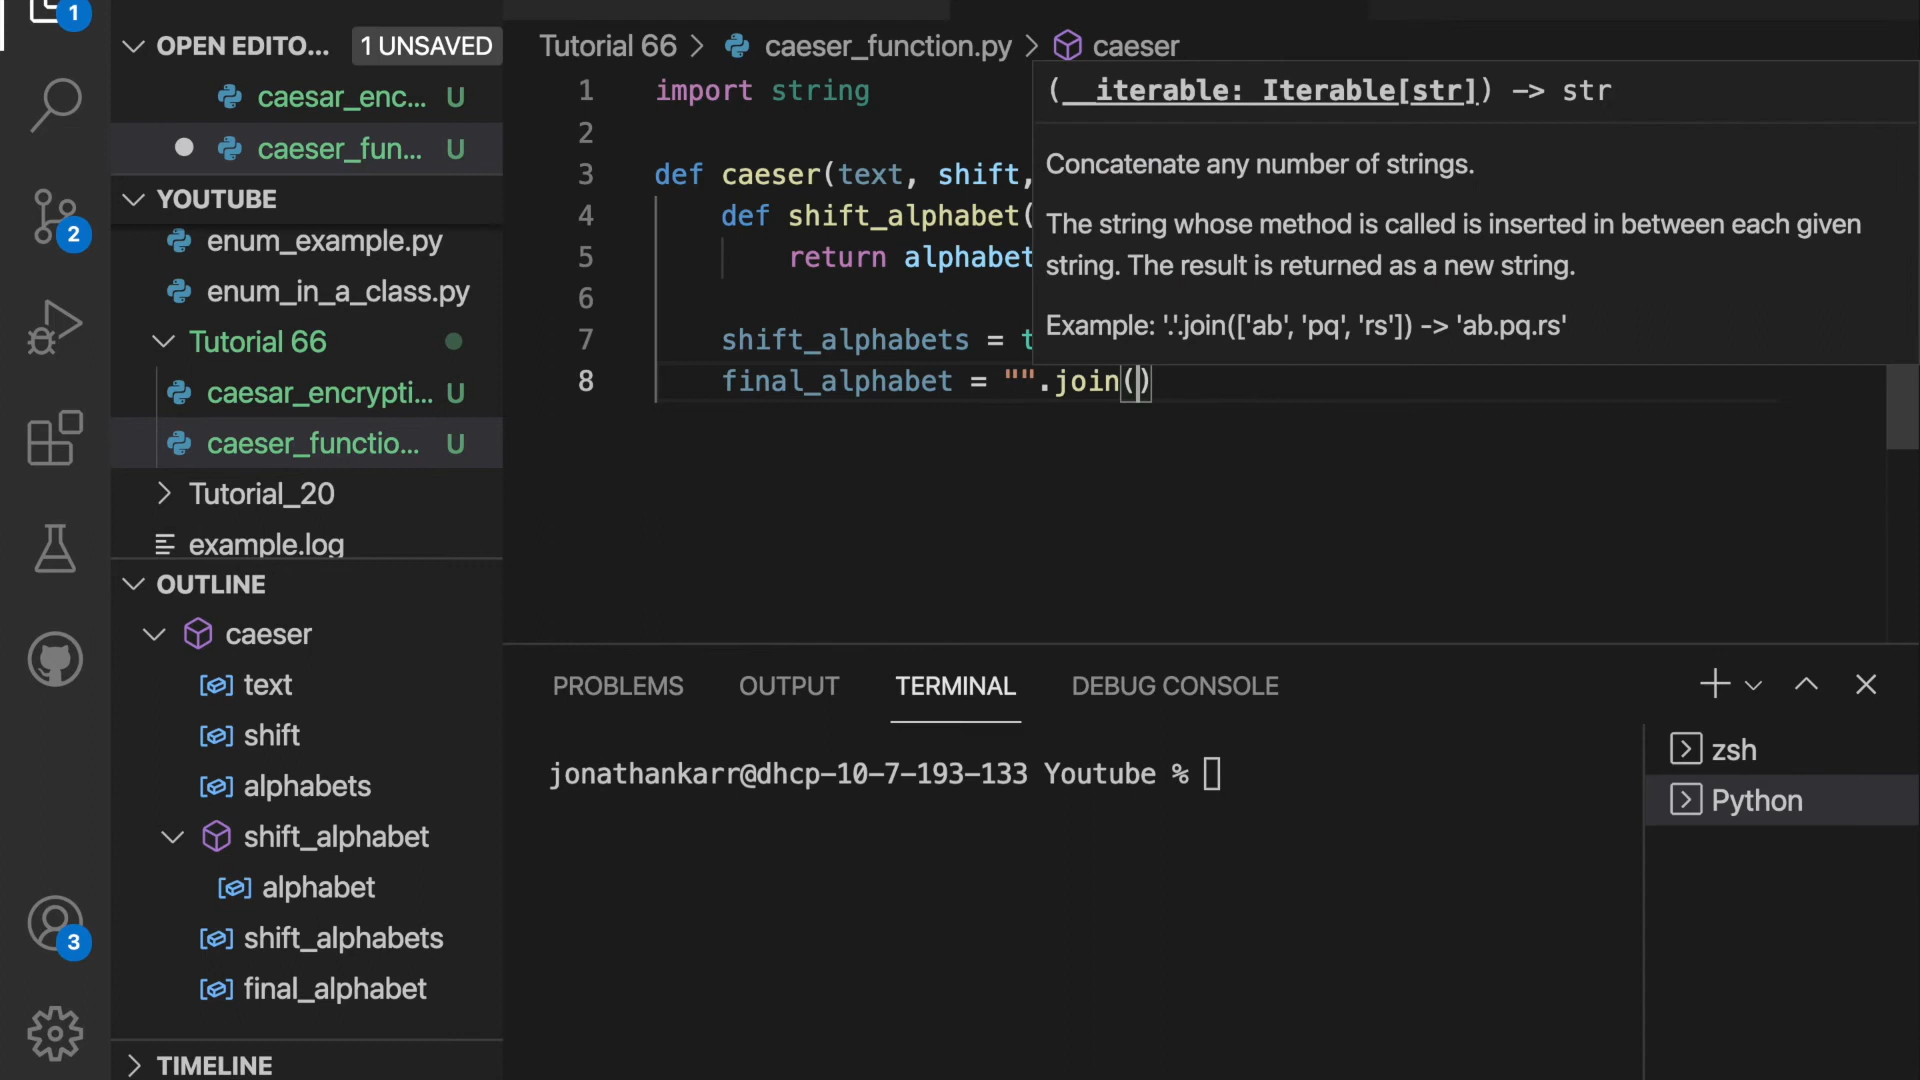 1
2
3
OPEN EDITO...
1 UNSAVED
caesar_enc... U
caeser_fun... U
YOUTUBE
enum_example.py
enum_in_a_class.py
Tutorial 66
caesar_encrypti... U
caeser_functio... U
Tutorial_20
example.log
OUTLINE
caeser
text
shift
alphabets
shift_alphabet
alphabet
shift_alphabets
final_alphabet
TIMELINE
Tutorial 66 > caeser_function.py > caeser
1 import string
2
3 def caeser(text, shift,
4 def shift_alphabet(
5 return alphabet
6
7 shift_alphabets = t
8 final_alphabet = "".join()
(__iterable: Iterable[str]) -> str
Concatenate any number of strings.
The string whose method is called is inserted in between each given
string. The result is returned as a new string.
Example: '.'.join(['ab', 'pq', 'rs']) -> 'ab.pq.rs'
PROBLEMS OUTPUT TERMINAL DEBUG CONSOLE
jonathankarr@dhcp-10-7-193-133 Youtube %
zsh
Python